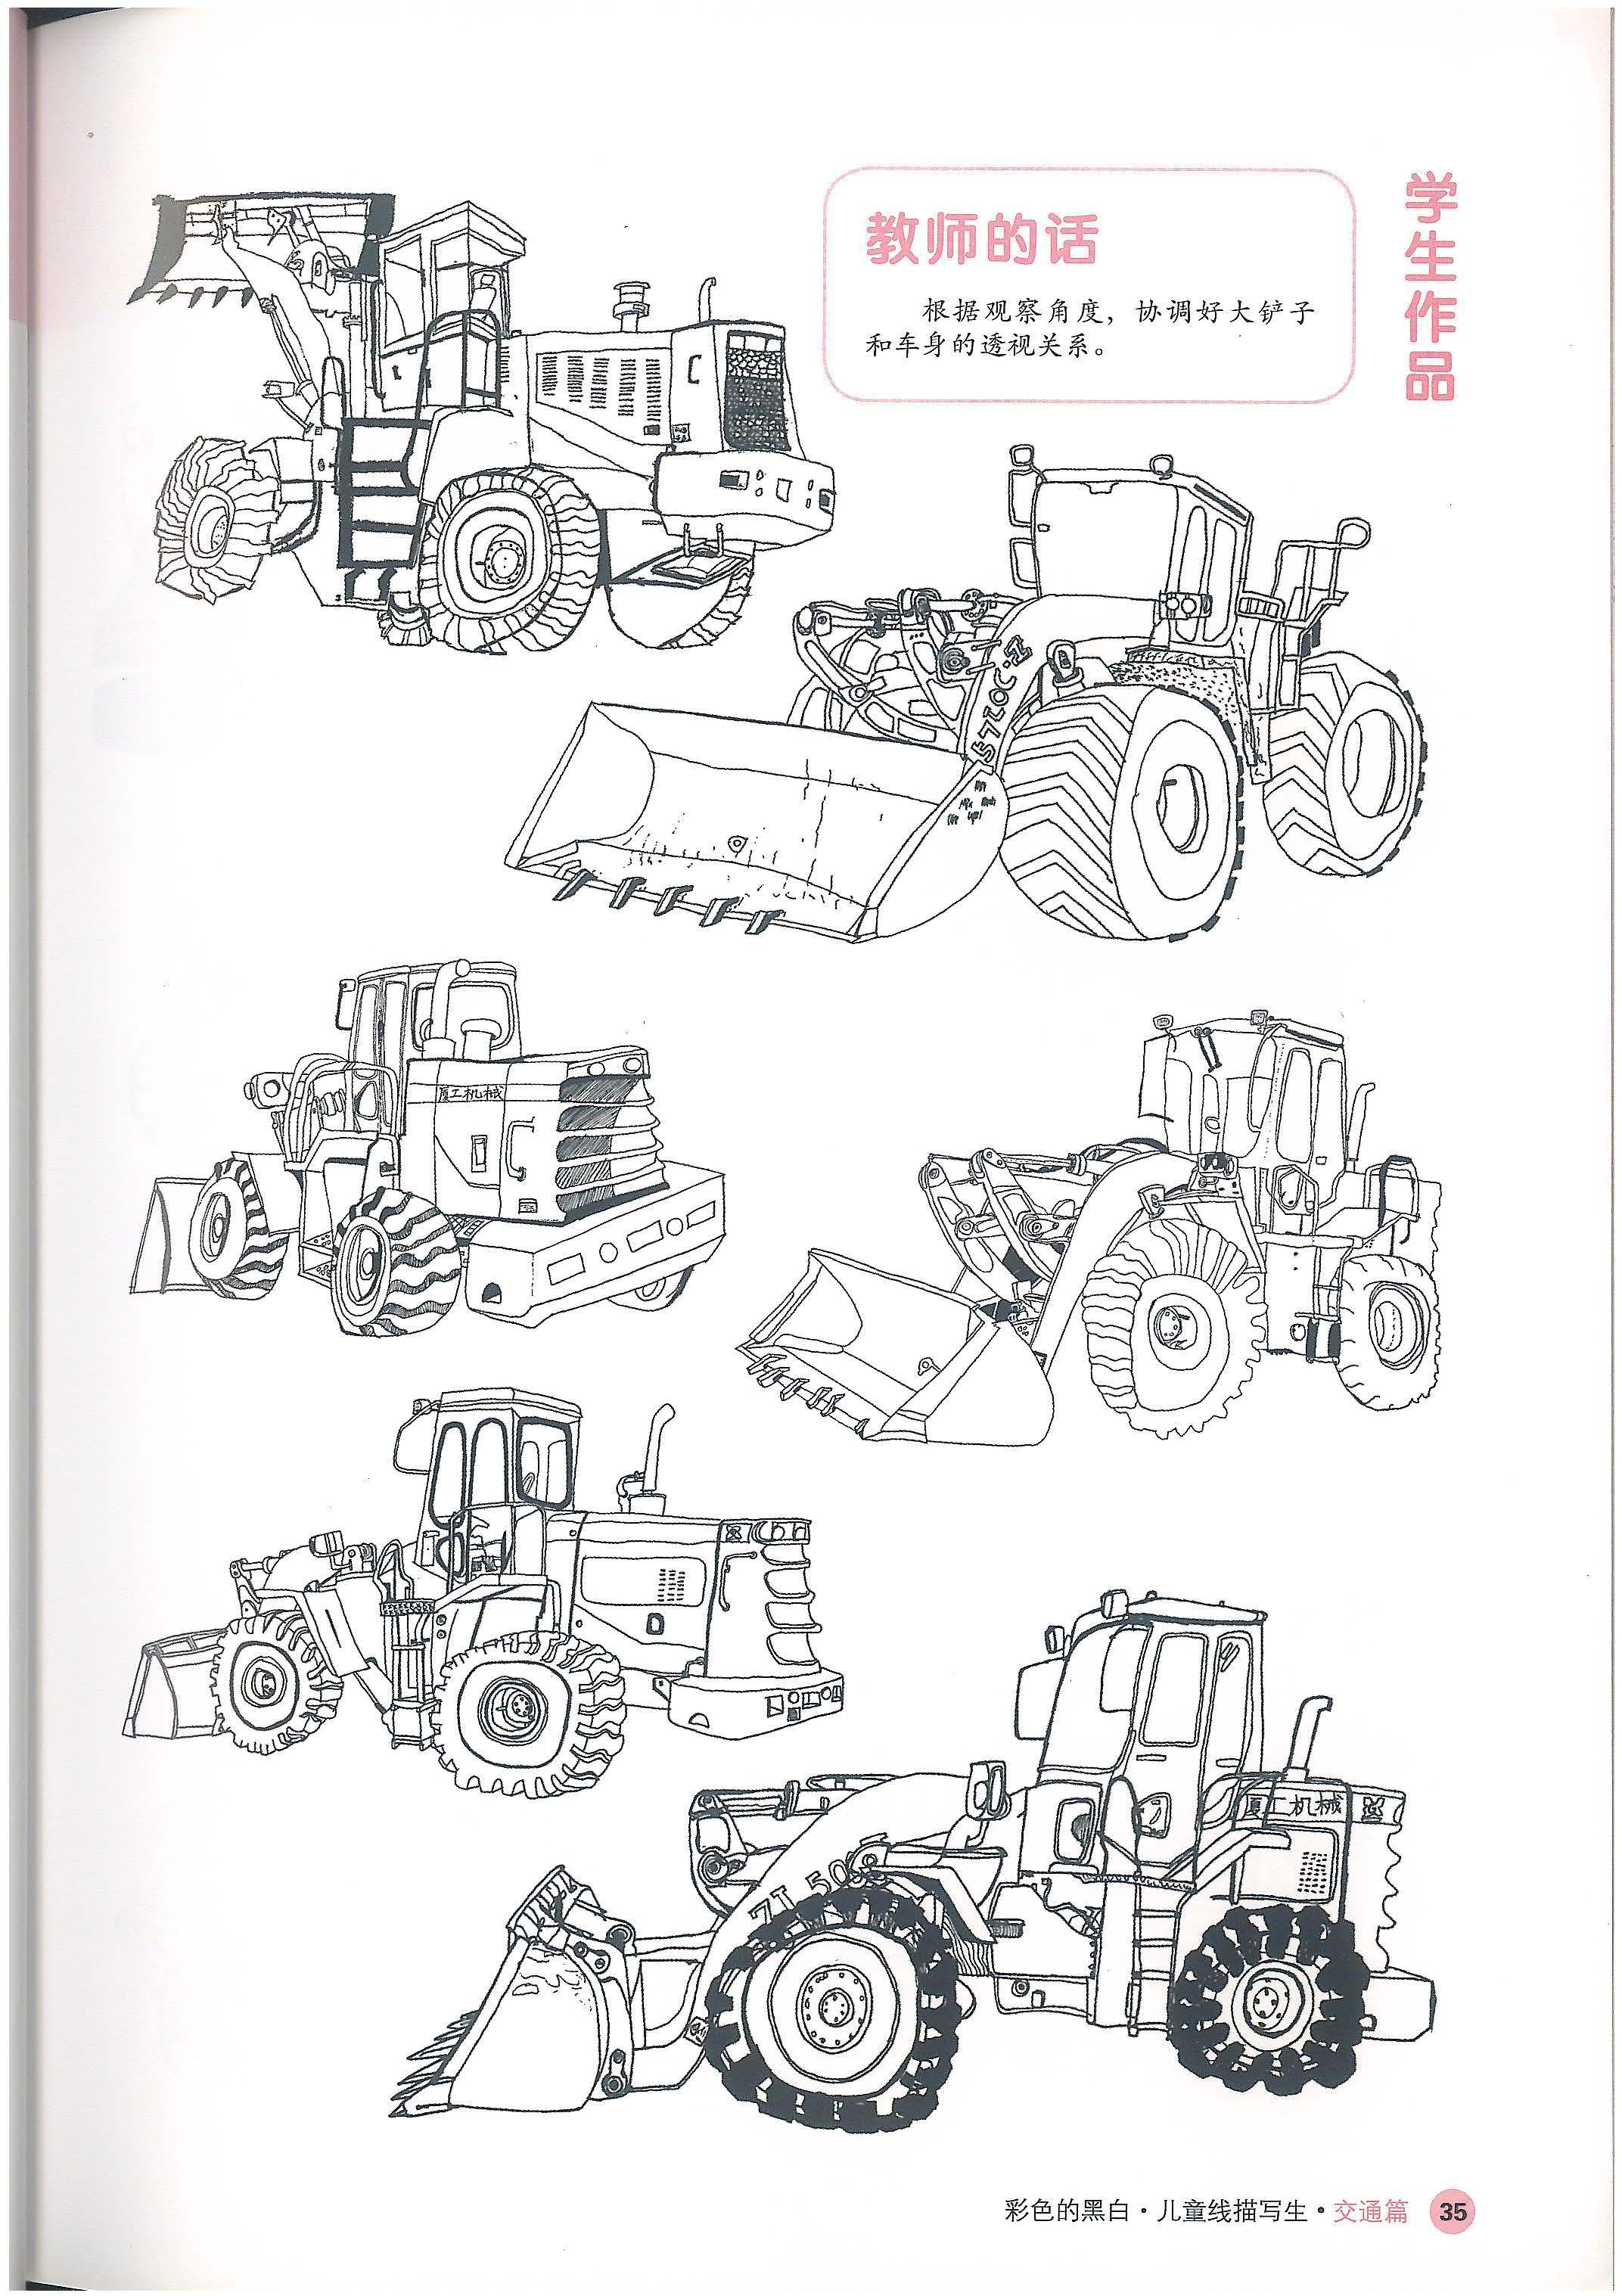 学生作品
教师的话
根据观察角度，协调好大铲子
和车身的透视关系。
厦工机械
厦工机械
ZT 50
彩色的黑白·儿童线描写生·交通篇 35